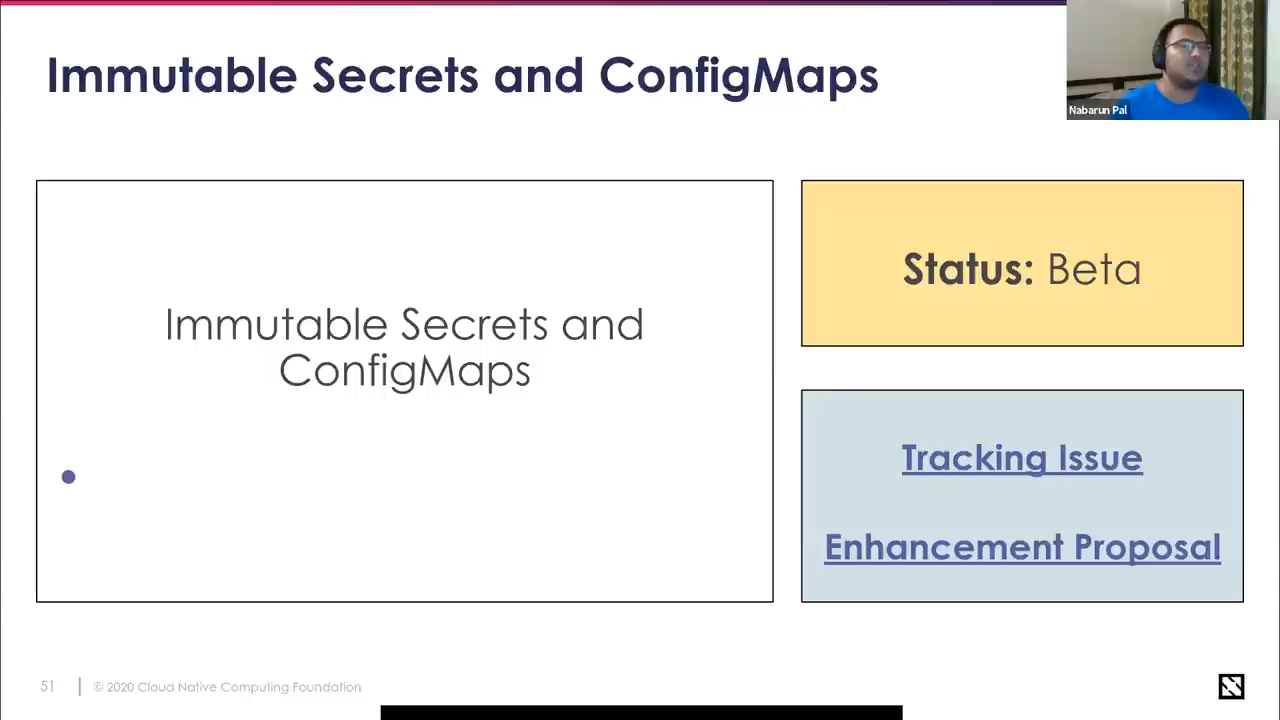 Immutable Secrets and ConfigMaps
Nabarun Pal
Immutable Secrets and
ConfigMaps
Status: Beta
Tracking Issue
Enhancement Proposal
51
© 2020 Cloud Native Computing Foundation